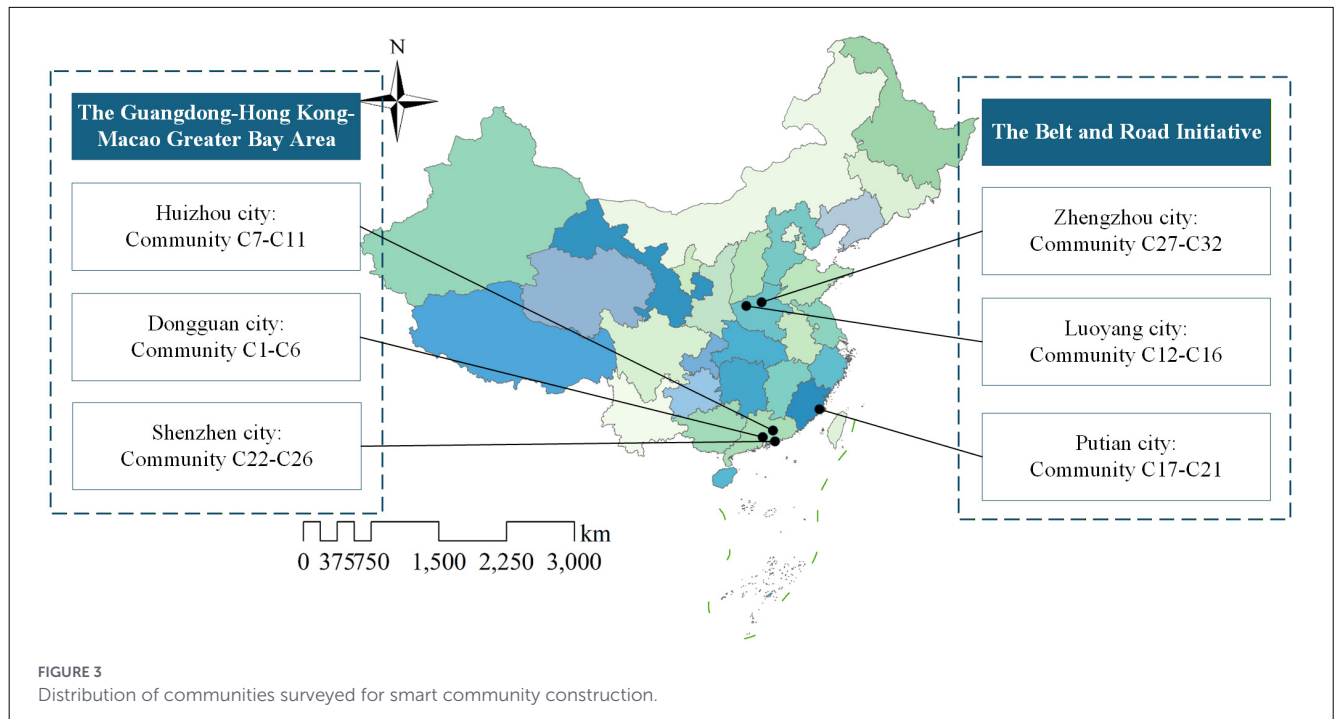 N
The Guangdong-Hong Kong-
Macao Greater Bay Area
Huizhou city:
Community C7-C11
Dongguan city:
Community C1-C6
Shenzhen city:
Community C22-C26
The Belt and Road Initiative
Zhengzhou city:
Community C27-C32
Luoyang city:
Community C12-C16
Putian city:
Community C17-C21
km
0 375750 1,500 2,250 3,000
FIGURE 3
Distribution of communities surveyed for smart community construction.